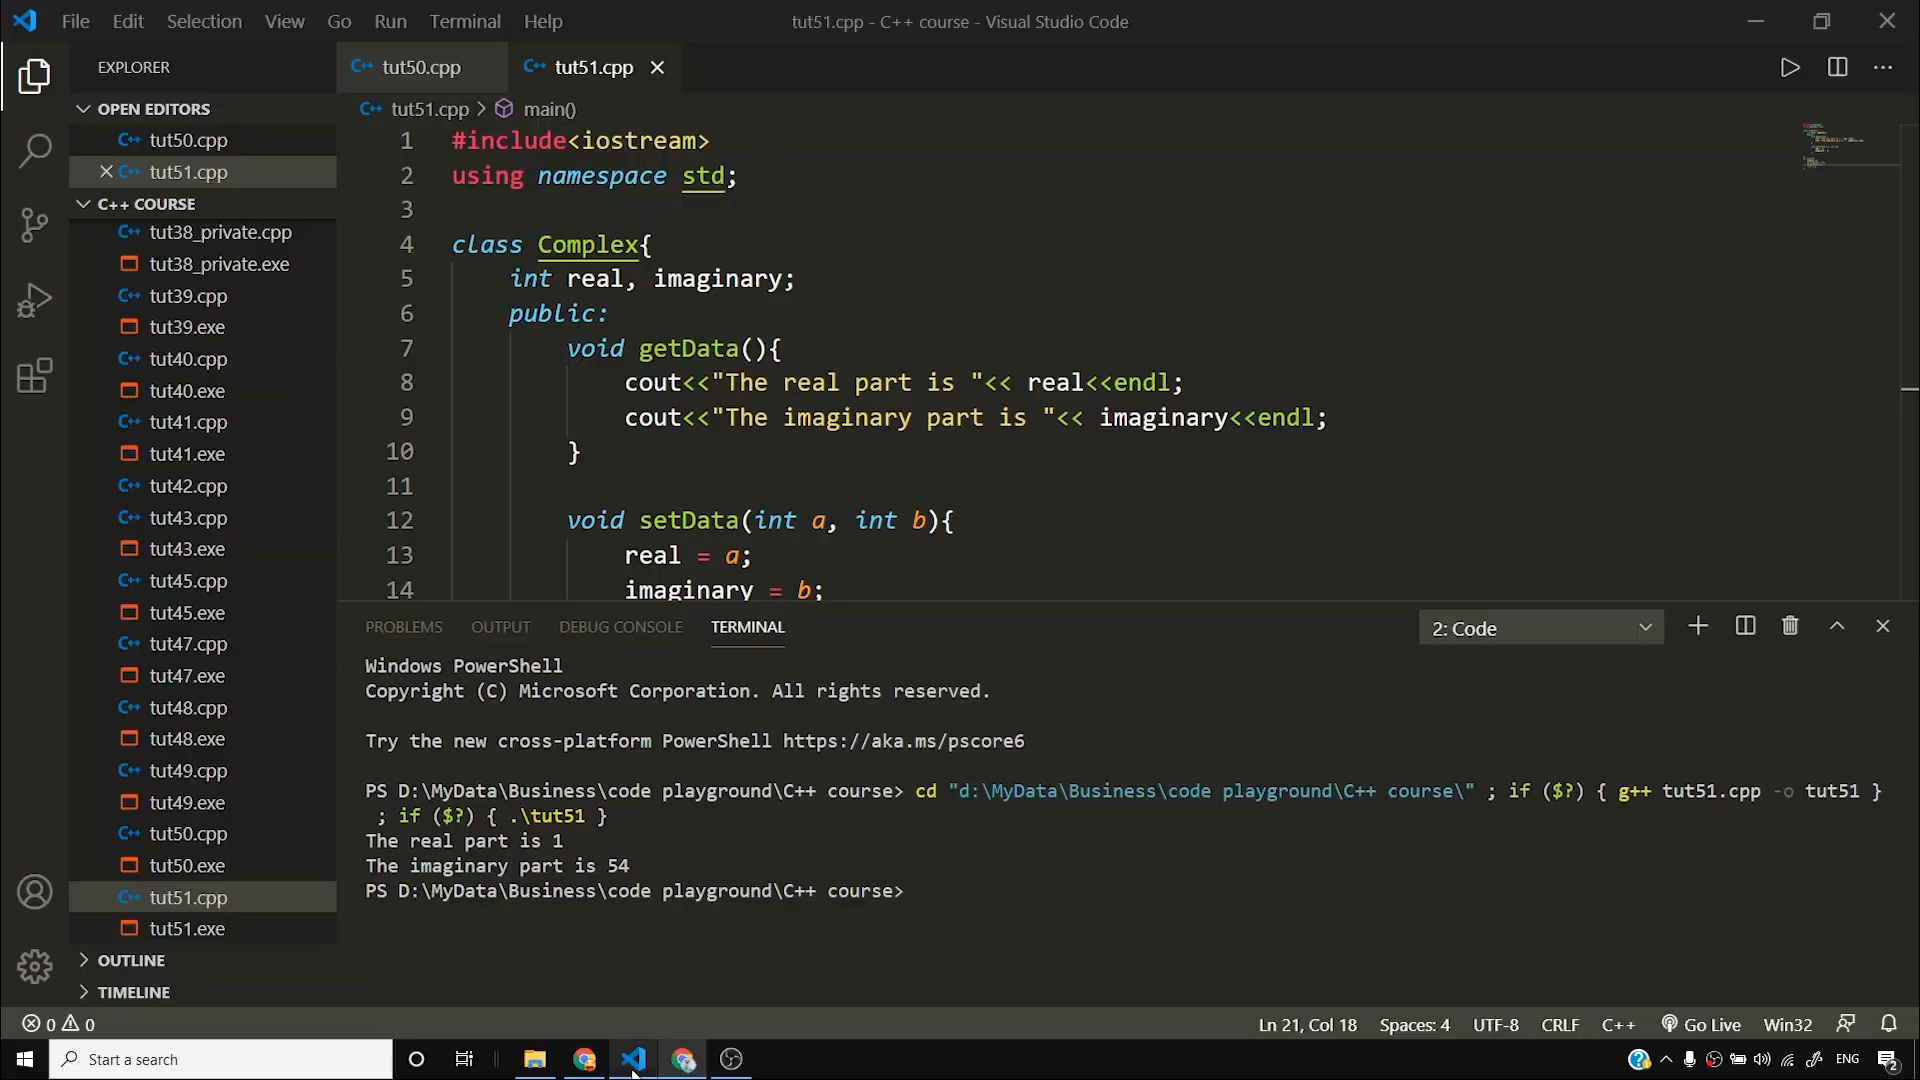 File Edit Selection View Go Run Terminal Help
tut51.cpp - C++ course - Visual Studio Code
EXPLORER
OPEN EDITORS
tut50.cpp
tut51.cpp
C++ COURSE
tut38_private.cpp
tut38_private.exe
tut39.cpp
tut39.exe
tut40.cpp
tut40.exe
tut41.cpp
tut41.exe
tut42.cpp
tut43.cpp
tut43.exe
tut45.cpp
tut45.exe
tut47.cpp
tut47.exe
tut48.cpp
tut48.exe
tut49.cpp
tut49.exe
tut50.cpp
tut50.exe
tut51.cpp
tut51.exe
OUTLINE
TIMELINE
tut50.cpp tut51.cpp
tut51.cpp > main()
1 #include<iostream>
2 using namespace std;
3
4 class Complex{
5 int real, imaginary;
6 public:
7 void getData(){
8 cout<<"The real part is "<< real<<endl;
9 cout<<"The imaginary part is "<< imaginary<<endl;
10 }
11
12 void setData(int a, int b){
13 real = a;
14 imaginary = b;
PROBLEMS OUTPUT DEBUG CONSOLE TERMINAL
2: Code
Windows PowerShell
Copyright (C) Microsoft Corporation. All rights reserved.
Try the new cross-platform PowerShell https://aka.ms/pscore6
PS D:\MyData\Business\code playground\C++ course> cd "d:\MyData\Business\code playground\C++ course\" ; if ($?) { g++ tut51.cpp -o tut51 }
; if ($?) { .\tut51 }
The real part is 1
The imaginary part is 54
PS D:\MyData\Business\code playground\C++ course>
0 0
Ln 21, Col 18 Spaces: 4 UTF-8 CRLF C++ Go Live Win32
Start a search
ENG
2